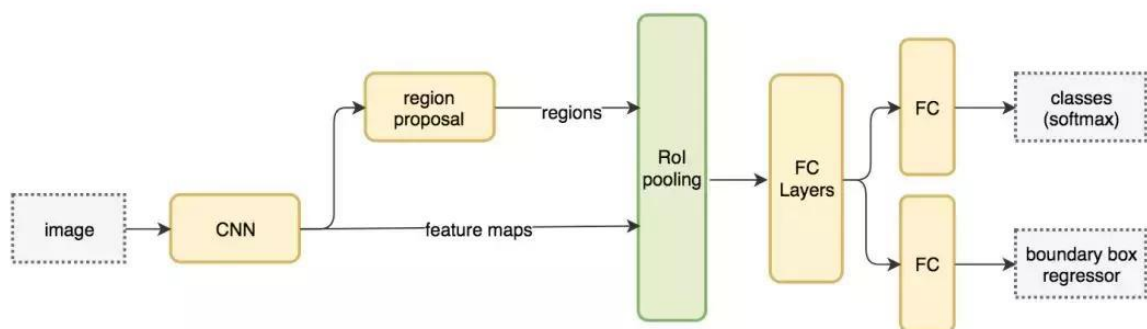 region
proposal
regions
RoI
pooling
FC
Layers
FC
classes
(softmax)
image
CNN
feature maps
FC
boundary box
regressor